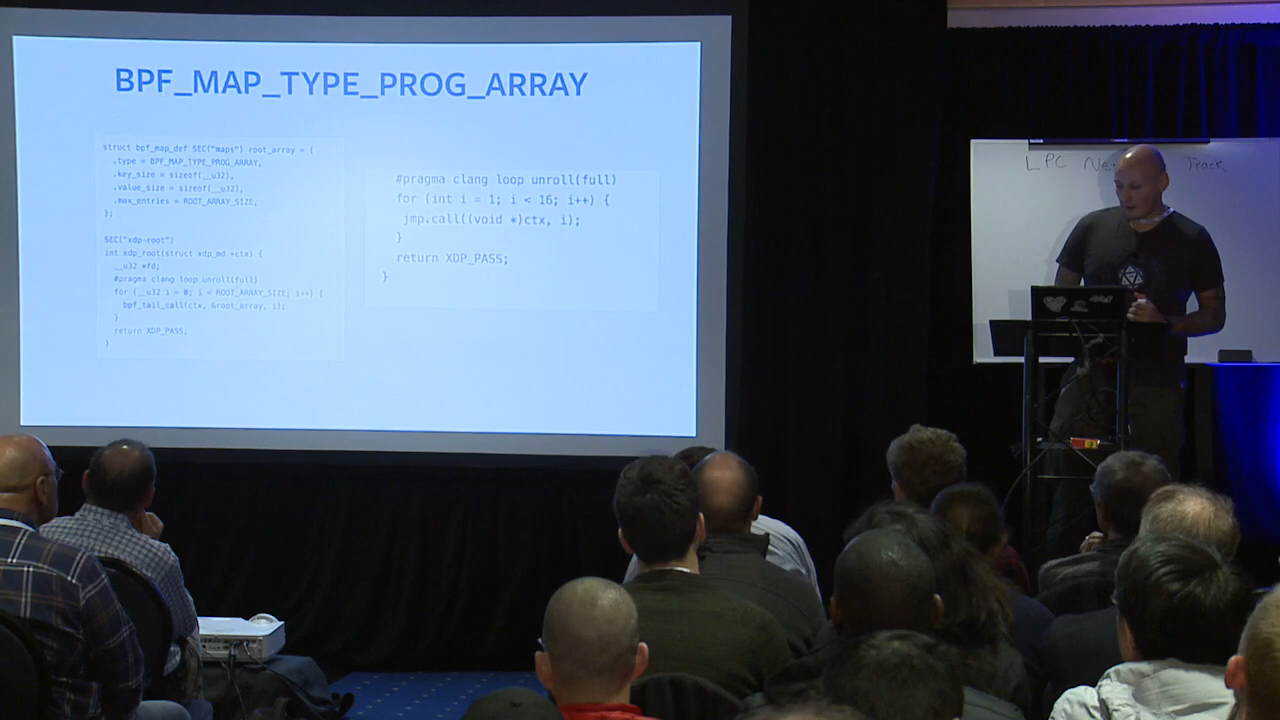 BPF_MAP_TYPE_PROG_ARRAY
struct bpf_map_def SEC("maps") root_array = {
.type = BPF_MAP_TYPE_PROG_ARRAY,
.key_size = sizeof(__u32),
.value_size = sizeof(__u32),
.max_entries = ROOT_ARRAY_SIZE,
};
SEC("xdp-root")
int xdp_root(struct xdp_md *ctx) {
__u32 *fd;
#pragma clang loop unroll(full)
for (__u32 i = 0; i < ROOT_ARRAY_SIZE; i++) {
bpf_tail_call(ctx, &root_array, i);
}
return XDP_PASS;
}
#pragma clang loop unroll(full)
for (int i = 1; i < 16; i++) {
jmp.call((void *)ctx, i);
}
return XDP_PASS;
}
LPC Track